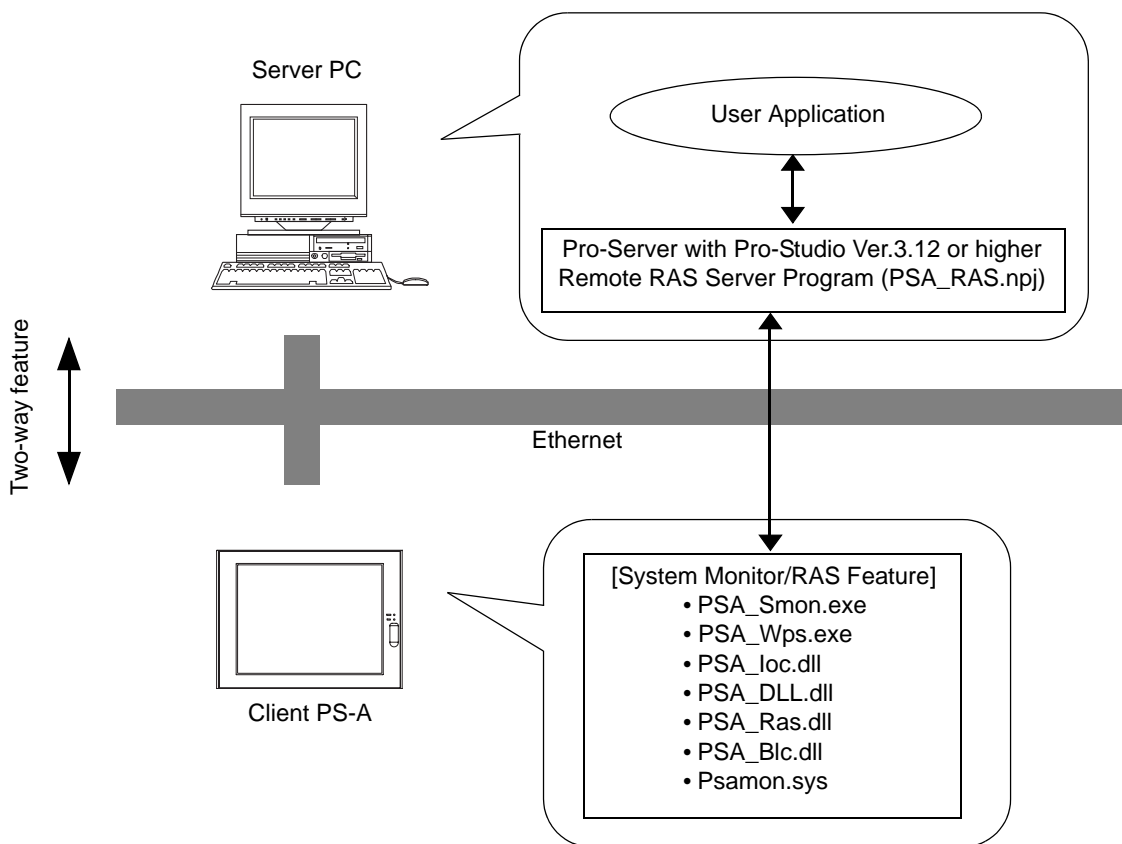 Server PC
User Application
Pro-Server with Pro-Studio Ver.3.12 or higher
Remote RAS Server Program (PSA_RAS.npj)
Two-way feature
Ethernet
Client PS-A
[System Monitor/RAS Feature]
• PSA_Smon.exe
• PSA_Wps.exe
• PSA_Ioc.dll
• PSA_DLL.dll
• PSA_Ras.dll
• PSA_Blc.dll
• Psamon.sys